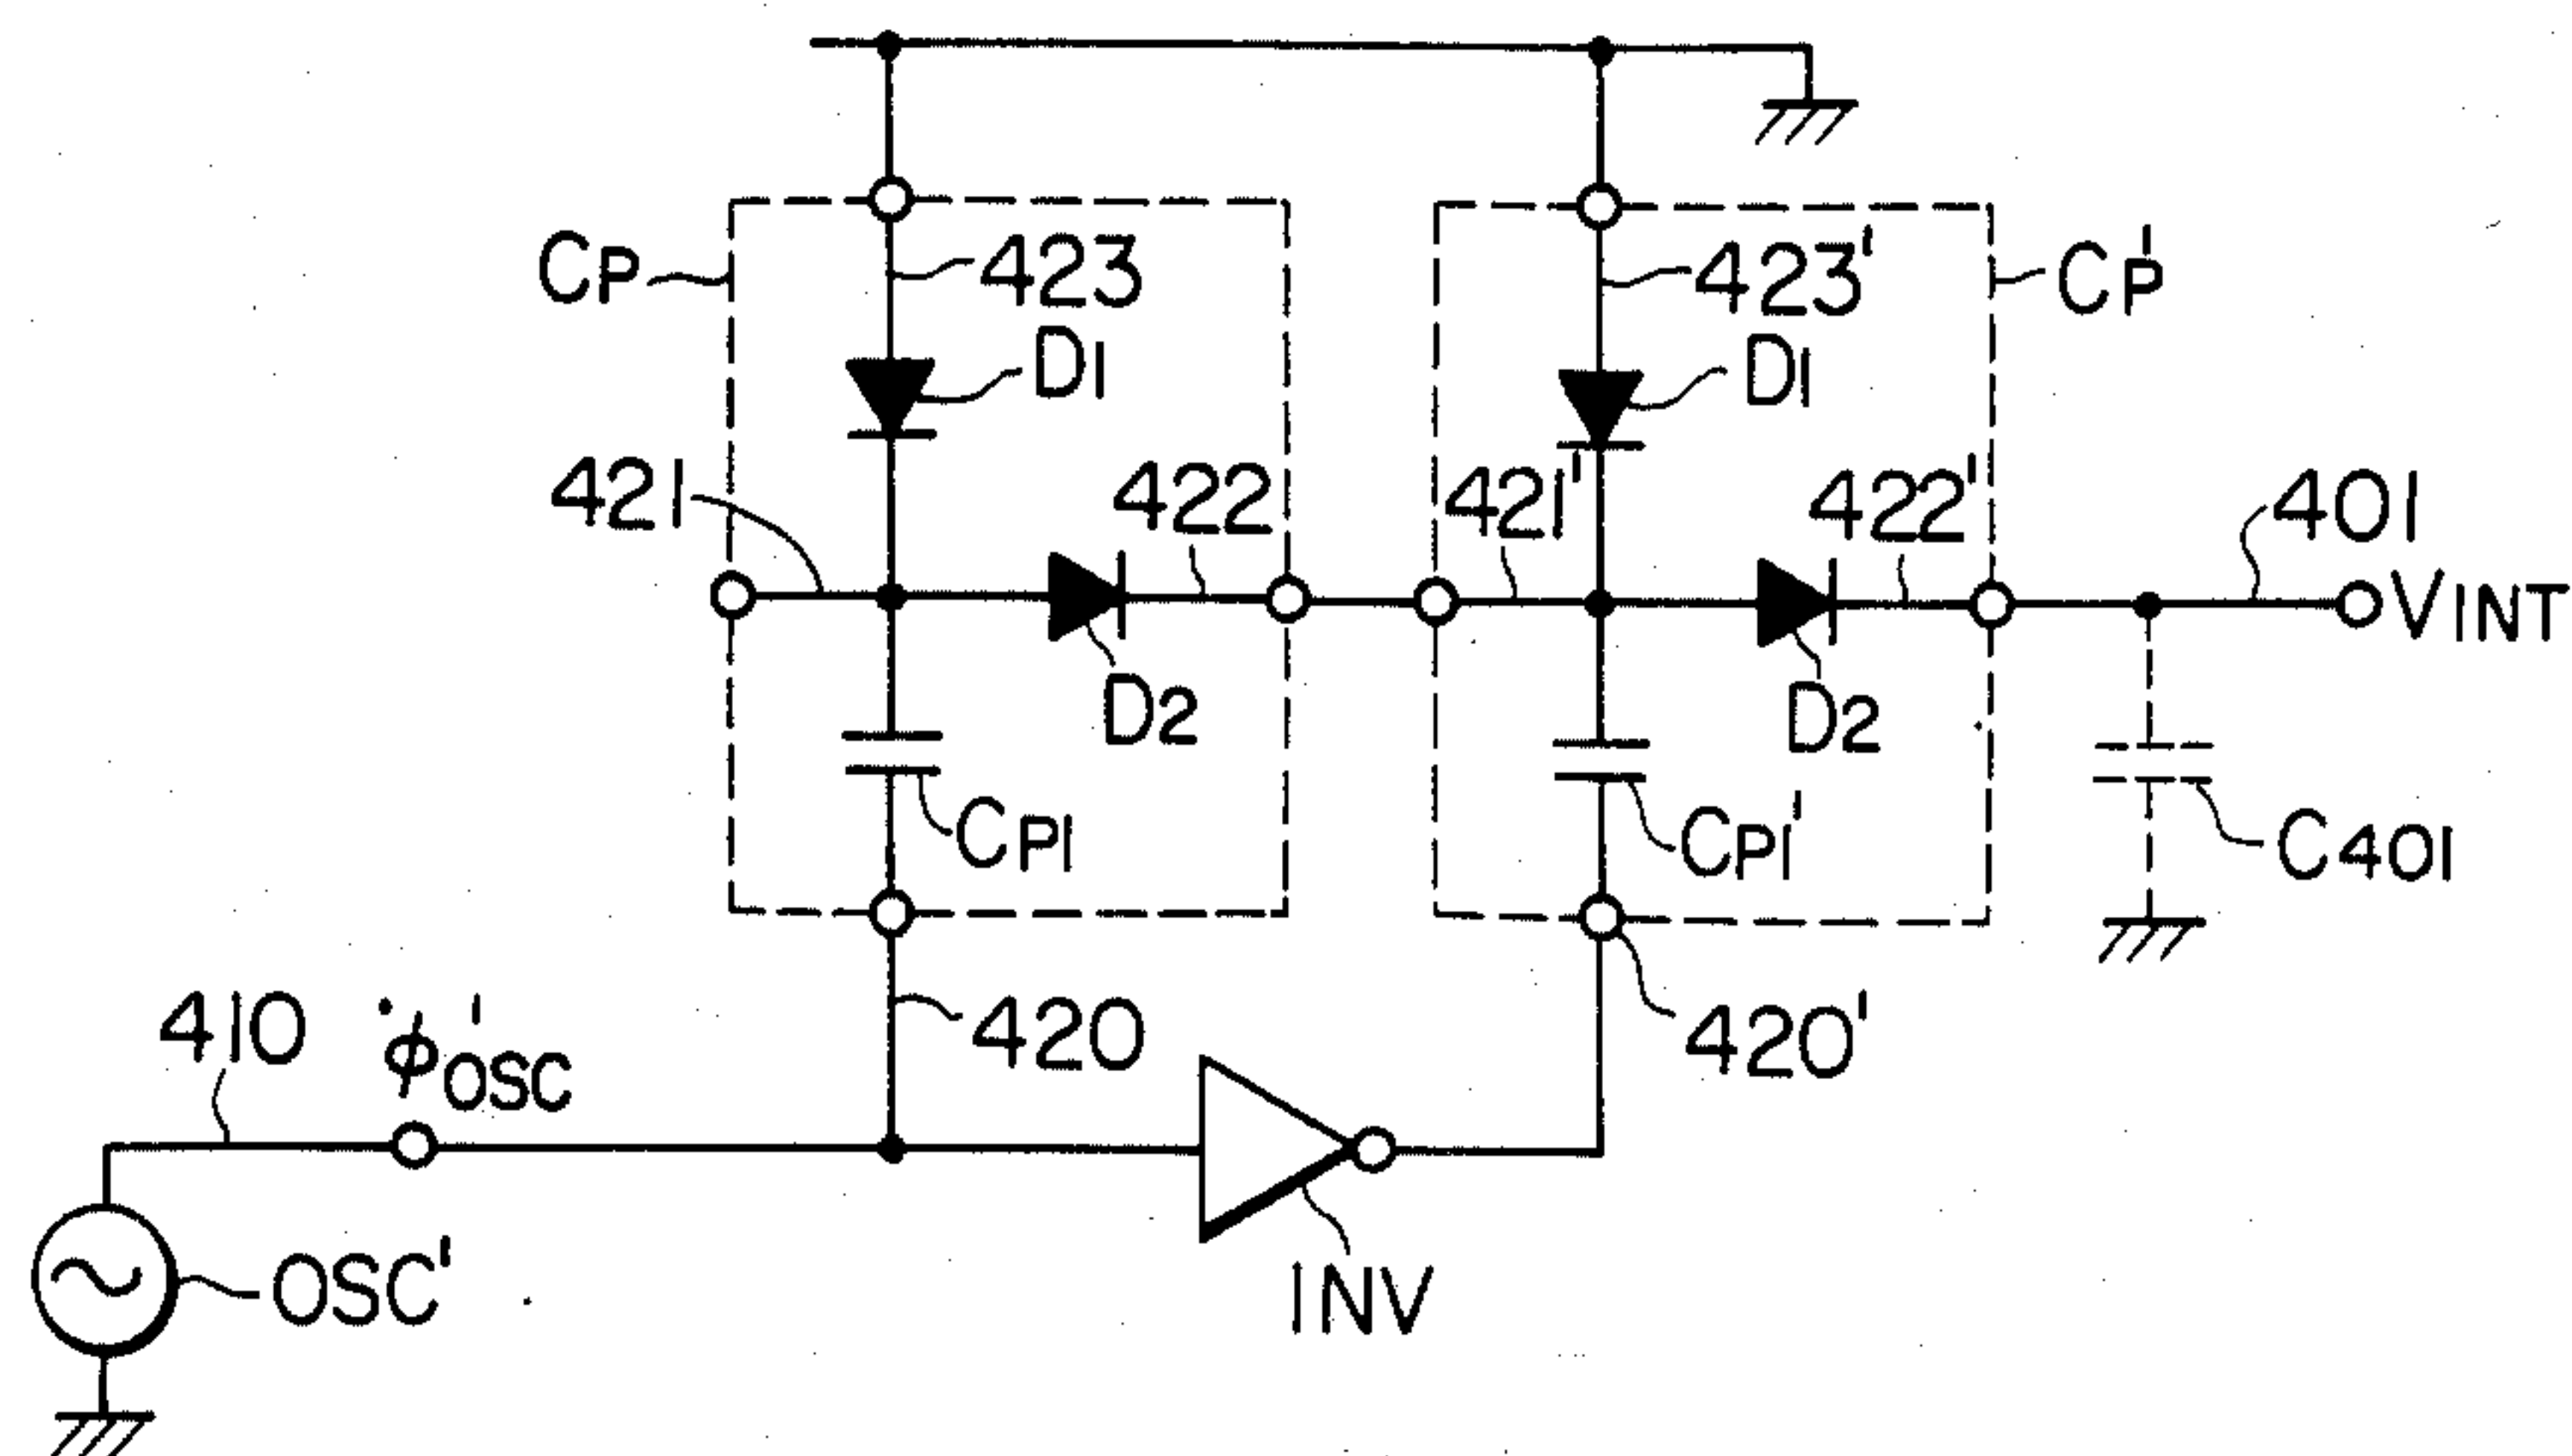 CP
423
D1
423'
CP'
D1
421
422
421'
422'
401
VINT
D2
D2
CP1
CP1'
C401
410
φ'OSC
420
420'
OSC'
INV